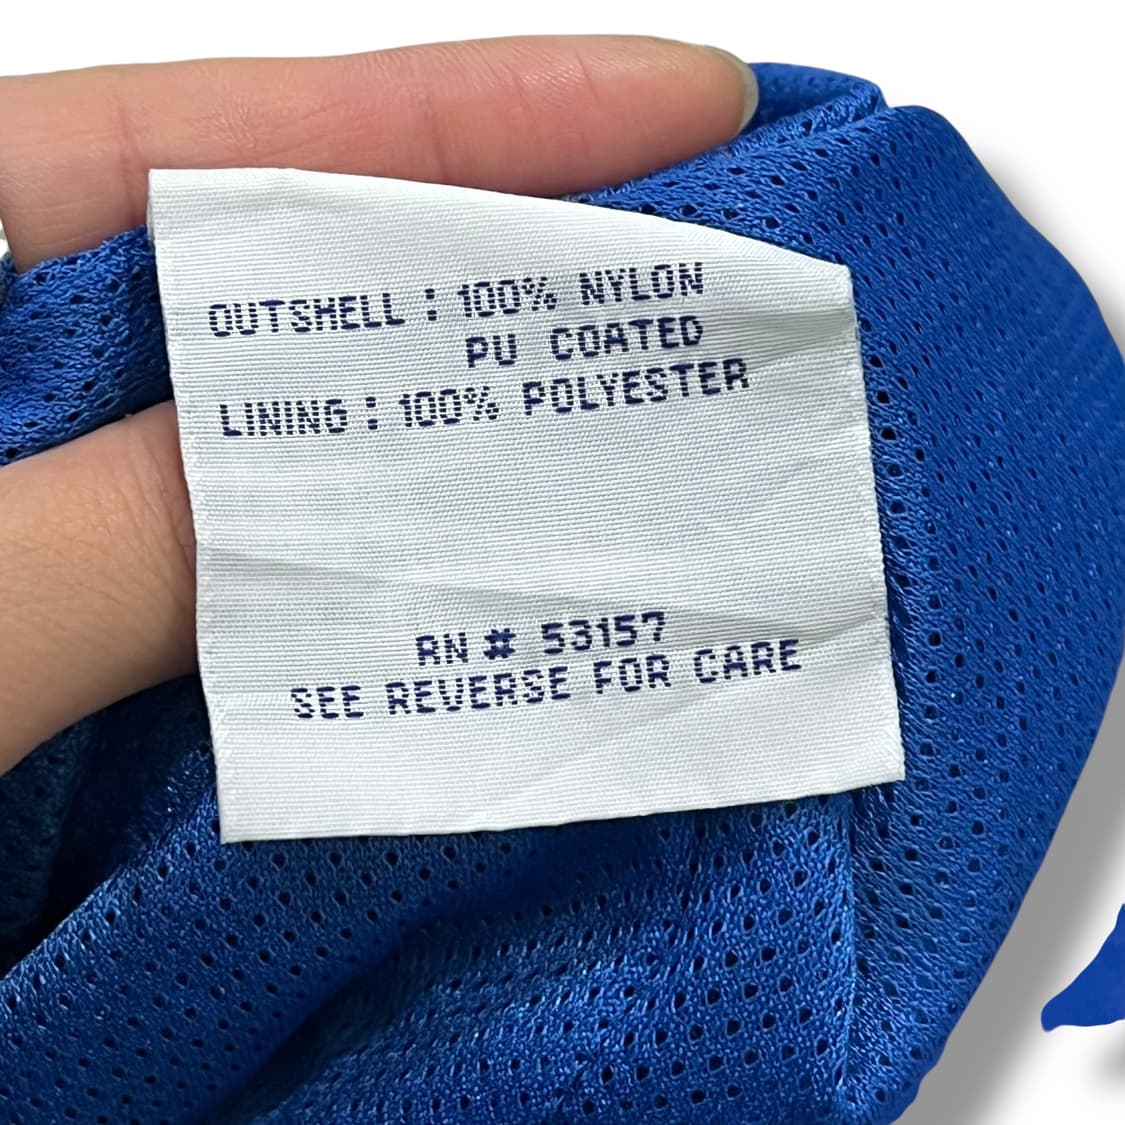 OUTSHELL : 100% NYLON
PU COATED
LINING : 100% POLYESTER
RN # 53157
SEE REVERSE FOR CARE